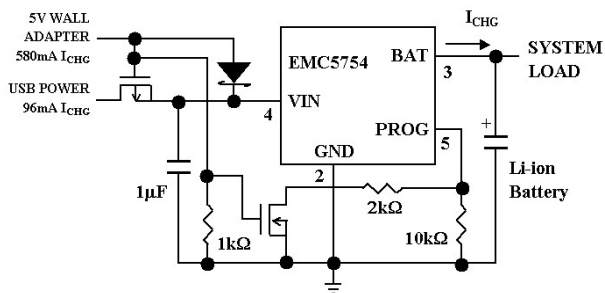 5V WALL
ADAPTER
580mA I_CHG
USB POWER
96mA I_CHG
EMC5754
I_CHG
BAT
3
SYSTEM
LOAD
4
VIN
PROG
5
GND
2
+
Li-ion
Battery
1μF
1kΩ
2kΩ
10kΩ